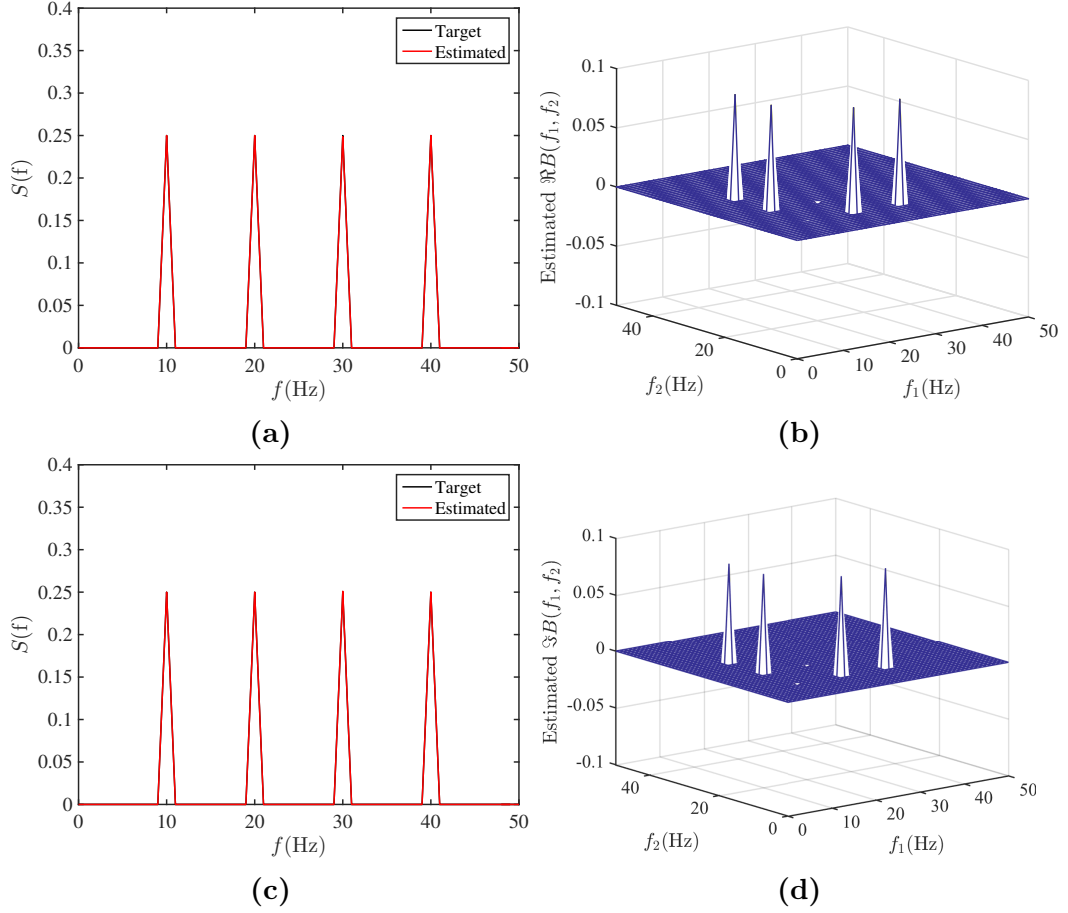 0.4
0.35
0.3
0.25
0.2
0.15
0.1
0.05
0
S(f)
0 10 20 30 40 50
f(Hz)
Target
Estimated
(a)
0.1
0.05
0
-0.05
-0.1
Estimated ℜB(f₁, f₂)
40 20 0
f₂(Hz)
0 10 20 30 40 50
f₁(Hz)
(b)
0.4
0.35
0.3
0.25
0.2
0.15
0.1
0.05
0
S(f)
0 10 20 30 40 50
f(Hz)
Target
Estimated
(c)
0.1
0.05
0
-0.05
-0.1
Estimated ℑB(f₁, f₂)
40 20 0
f₂(Hz)
0 10 20 30 40 50
f₁(Hz)
(d)